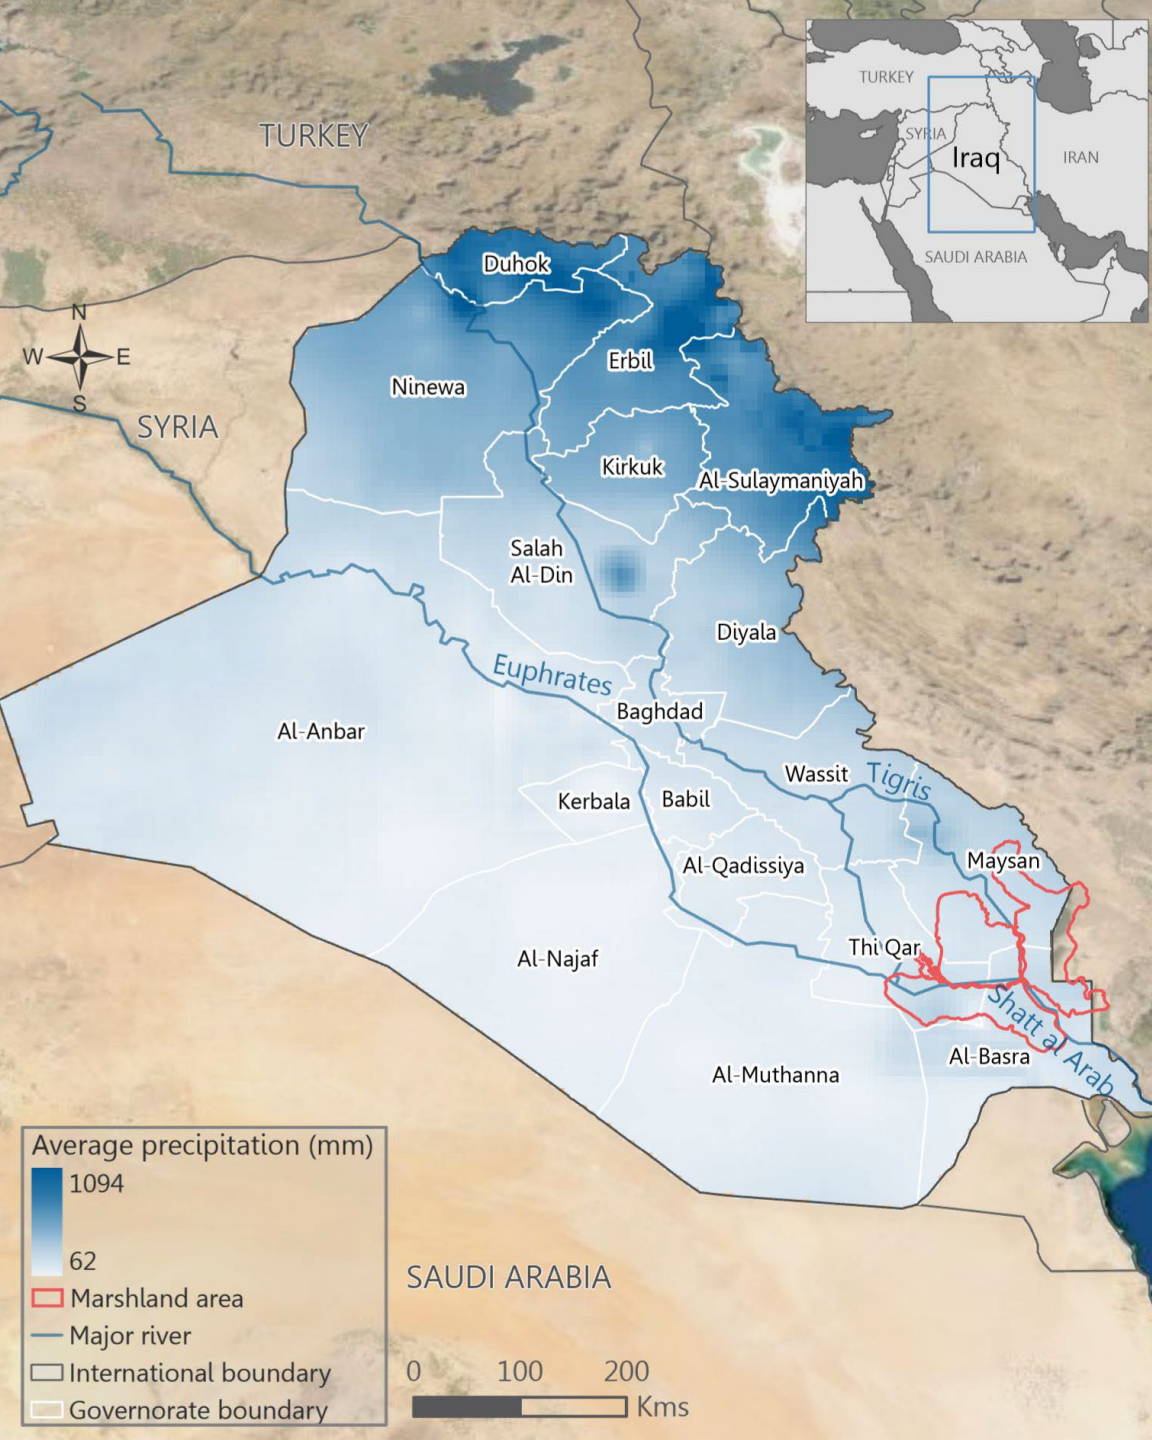 TURKEY
TURKEY
SYRIA
Iraq
IRAN
SAUDI ARABIA
Duhok
N
W
E
S
Erbil
Ninewa
SYRIA
Kirkuk
Al-Sulaymaniyah
Salah
Al-Din
Diyala
Euphrates
Baghdad
Al-Anbar
Wassit
Tigris
Kerbala
Babil
Maysan
Al-Qadissiya
Thi Qar
Al-Najaf
Shatt al Arab
Al-Basra
Al-Muthanna
Average precipitation (mm)
1094
62
Marshland area
Major river
International boundary
Governorate boundary
SAUDI ARABIA
0 100 200
Kms